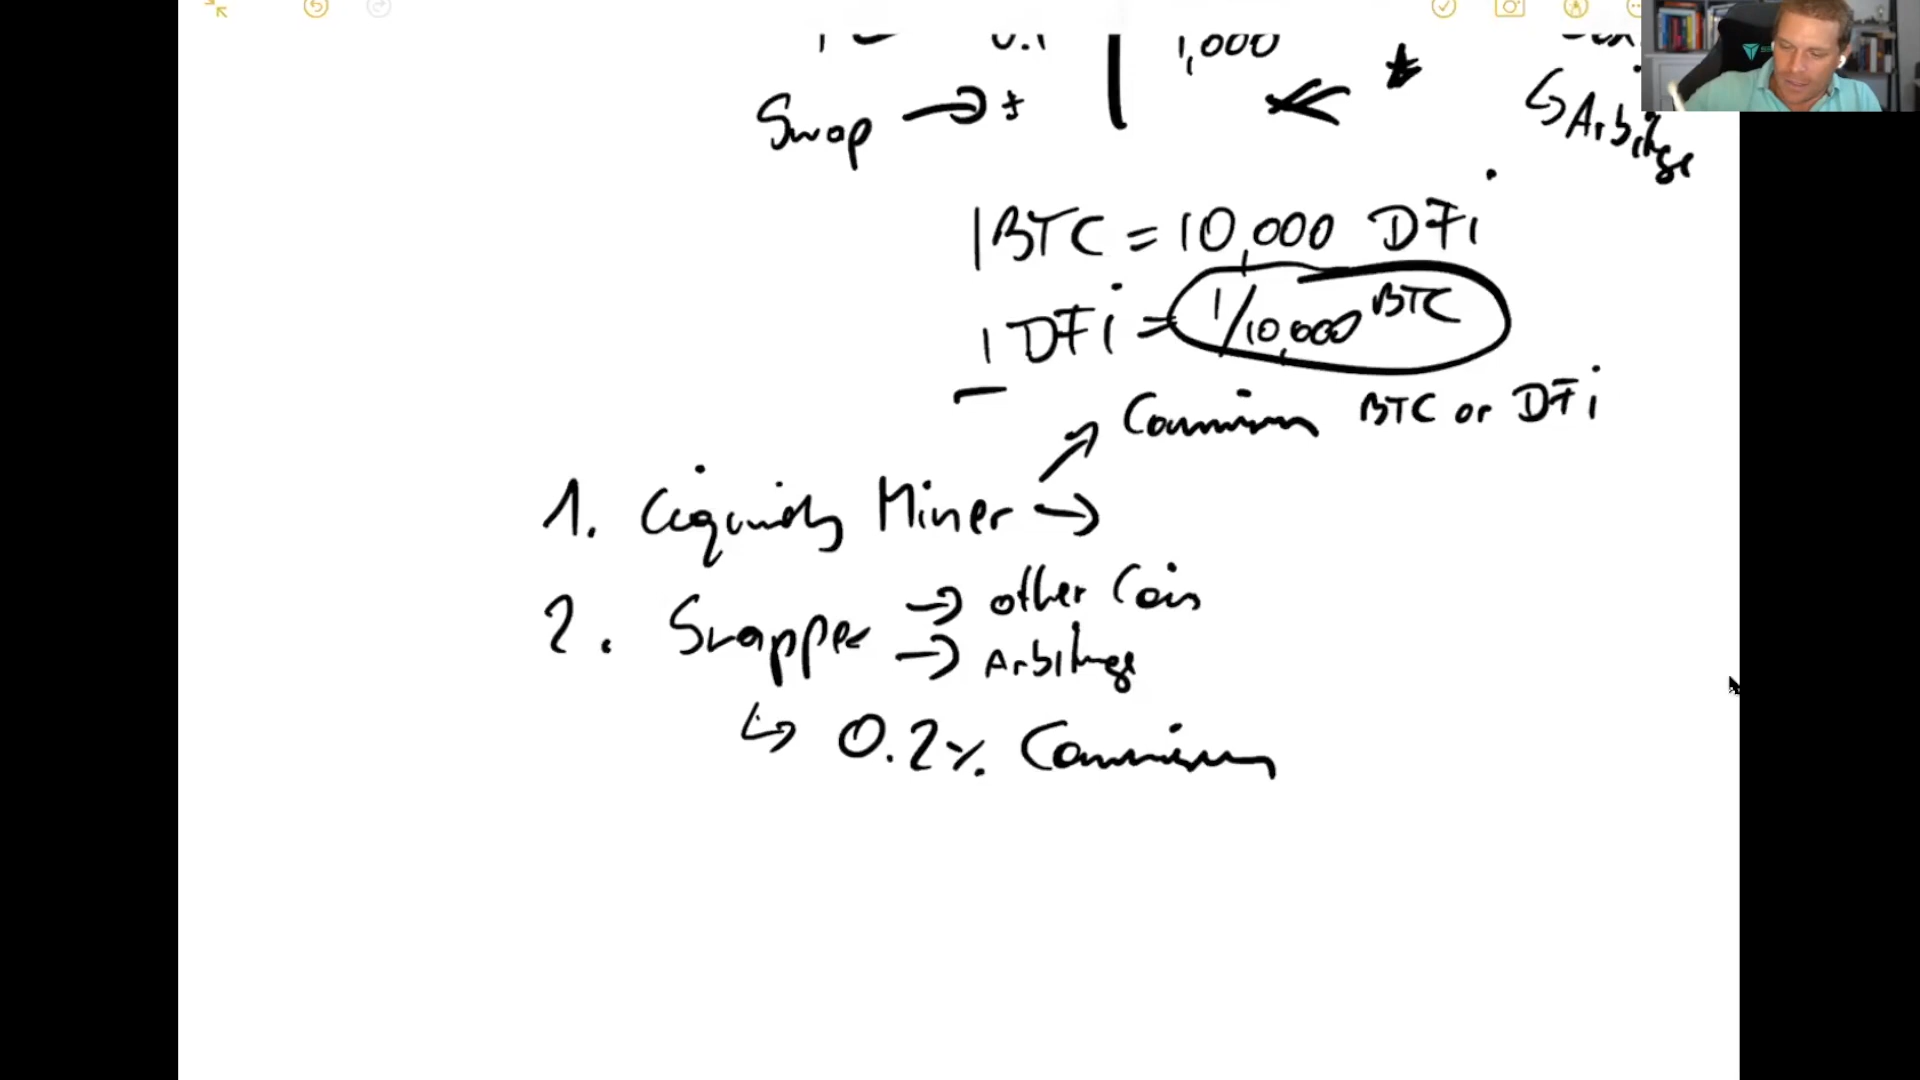 1,000
Swap →
↳ Arbitrage
1 BTC = 10,000 DFi
1 DFi = 1/10,000 BTC
Commission BTC or DFi
1. Liquidity Miner →
2. Swapper → other Coins
→ Arbitrage
↳ 0.2% Commission